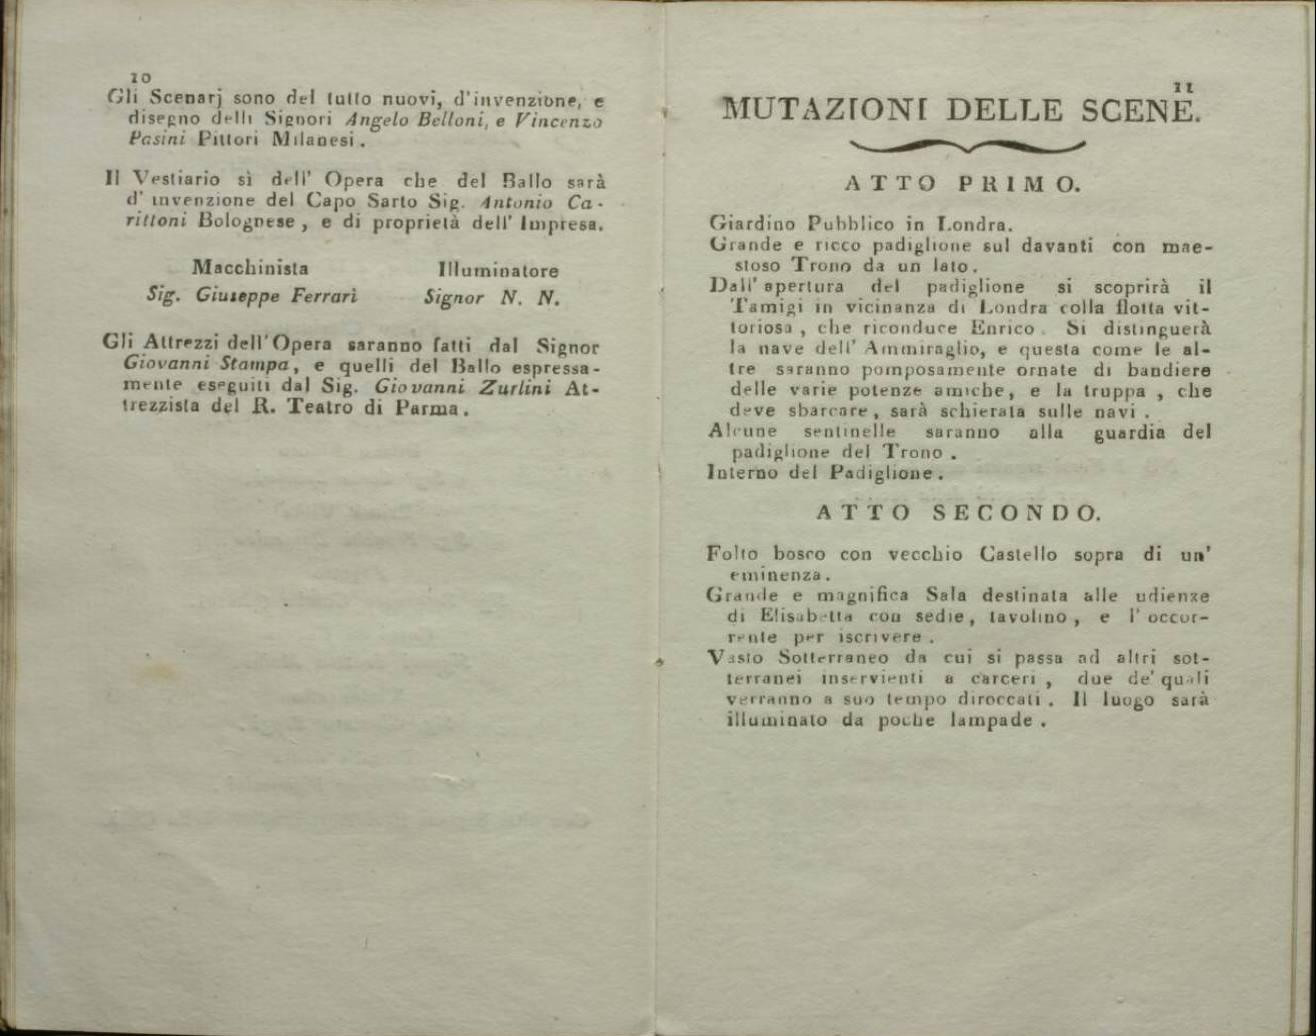 10
Gli Scenarj sono del tutto nuovi, d'invenzione, e
disegno delli Signori Angelo Belloni, e Vincenzo
Pasini Pittori Milanesi.
Il Vestiario sì dell' Opera che del Ballo sarà
d' invenzione del Capo Sarto Sig. Antonio Ca-
rittoni Bolognese, e di proprietà dell' Impresa.
Macchinista Illuminatore
Sig. Giuseppe Ferrari Signor N. N.
Gli Attrezzi dell'Opera saranno fatti dal Signor
Giovanni Stampa, e quelli del Ballo espressa-
mente eseguiti dal Sig. Giovanni Zurlini At-
trezzista del R. Teatro di Parma.
11
MUTAZIONI DELLE SCENE.
ATTO PRIMO.
Giardino Pubblico in Londra.
Grande e ricco padiglione sul davanti con mae-
stoso Trono da un lato.
Dall' apertura del padiglione si scoprirà il
Tamigi in vicinanza di Londra colla flotta vit-
toriosa, che riconduce Enrico. Si distinguerà
la nave dell' Ammiraglio, e questa come le al-
tre saranno pomposamente ornate di bandiere
delle varie potenze amiche, e la truppa, che
deve sbarcare, sarà schierata sulle navi.
Alcune sentinelle saranno alla guardia del
padiglione del Trono.
Interno del Padiglione.
ATTO SECONDO.
Folto bosco con vecchio Castello sopra di un'
eminenza.
Grande e magnifica Sala destinata alle udienze
di Elisabetta con sedie, tavolino, e l' occor-
rente per iscrivere.
Vasto Sotterraneo da cui si passa ad altri sot-
terranei inservienti a carceri, due de' quali
verranno a suo tempo diroccati. Il luogo sarà
illuminato da poche lampade.